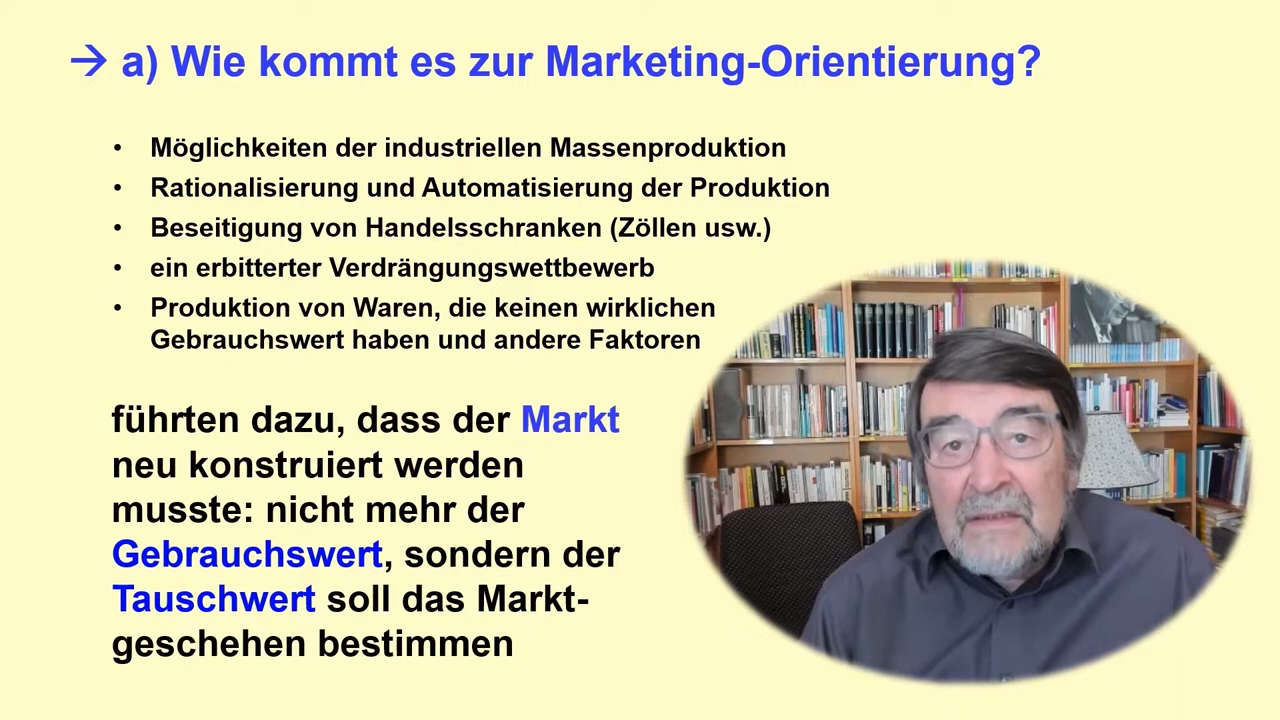 → a) Wie kommt es zur Marketing-Orientierung?
• Möglichkeiten der industriellen Massenproduktion
• Rationalisierung und Automatisierung der Produktion
• Beseitigung von Handelsschranken (Zöllen usw.)
• ein erbitterter Verdrängungswettbewerb
• Produktion von Waren, die keinen wirklichen
Gebrauchswert haben und andere Faktoren
führten dazu, dass der Markt
neu konstruiert werden
musste: nicht mehr der
Gebrauchswert, sondern der
Tauschwert soll das Markt-
geschehen bestimmen